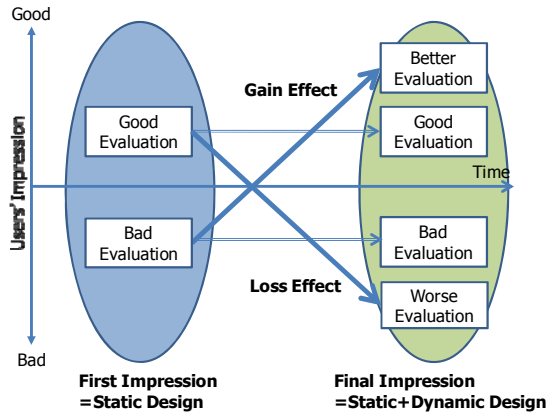 Good
Users' Impression
Bad
Good
Evaluation
Bad
Evaluation
Gain Effect
Loss Effect
Better
Evaluation
Good
Evaluation
Time
Bad
Evaluation
Worse
Evaluation
First Impression
=Static Design
Final Impression
=Static+Dynamic Design